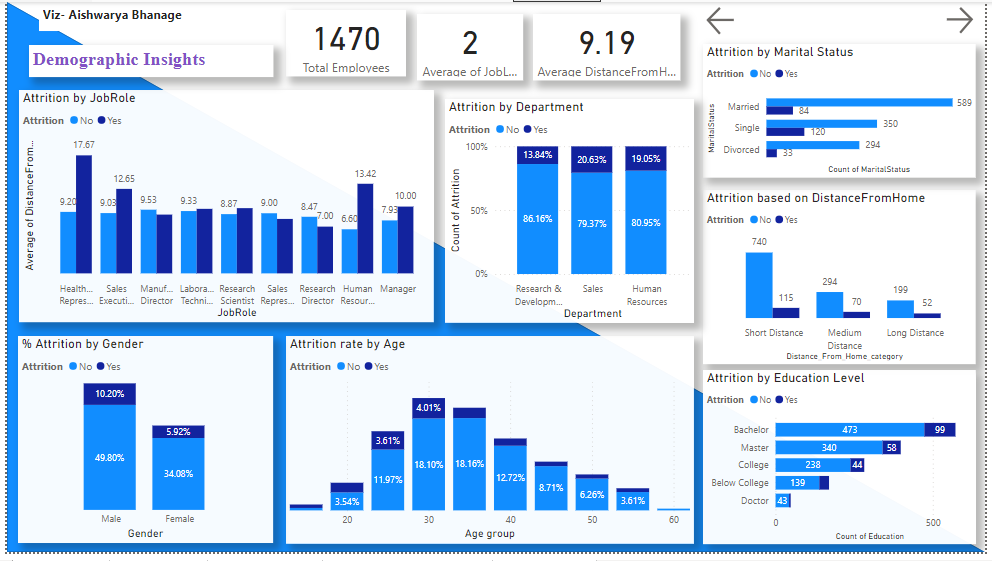 Viz- Aishwarya Bhanage
Demographic Insights
1470
Total Employees
2
Average of JobL...
9.19
Average DistanceFromH...
Attrition by JobRole
Attrition No Yes
Average of DistanceFrom...
17.67
12.65
13.42
10.00
9.20
9.03
9.53
9.33
8.87
9.00
8.47
7.00
6.60
7.93
Health...
Repres...
Sales
Executi...
Manuf...
Director
Labora...
Techni...
Research
Scientist
Sales
Repres...
Research
Director
Human
Resour...
Manager
JobRole
Attrition by Department
Attrition No Yes
Count of Attrition
100%
50%
0%
13.84%
20.63%
19.05%
86.16%
79.37%
80.95%
Research &
Developm...
Sales
Human
Resources
Department
Attrition by Marital Status
Attrition No Yes
MaritalStatus
Married
589
84
Single
350
120
Divorced
294
33
Count of MaritalStatus
Attrition based on DistanceFromHome
Attrition No Yes
740
115
294
70
199
52
Short Distance
Medium
Distance
Long Distance
Distance_From_Home_category
% Attrition by Gender
Attrition No Yes
10.20%
49.80%
5.92%
34.08%
Male
Female
Gender
Attrition rate by Age
Attrition No Yes
3.54%
3.61%
11.97%
4.01%
18.10%
18.16%
12.72%
8.71%
6.26%
3.61%
20 30 40 50 60
Age group
Attrition by Education Level
Attrition No Yes
Bachelor 473 99
Master 340 58
College 238 44
Below College 139
Doctor 43
0 500
Count of Education